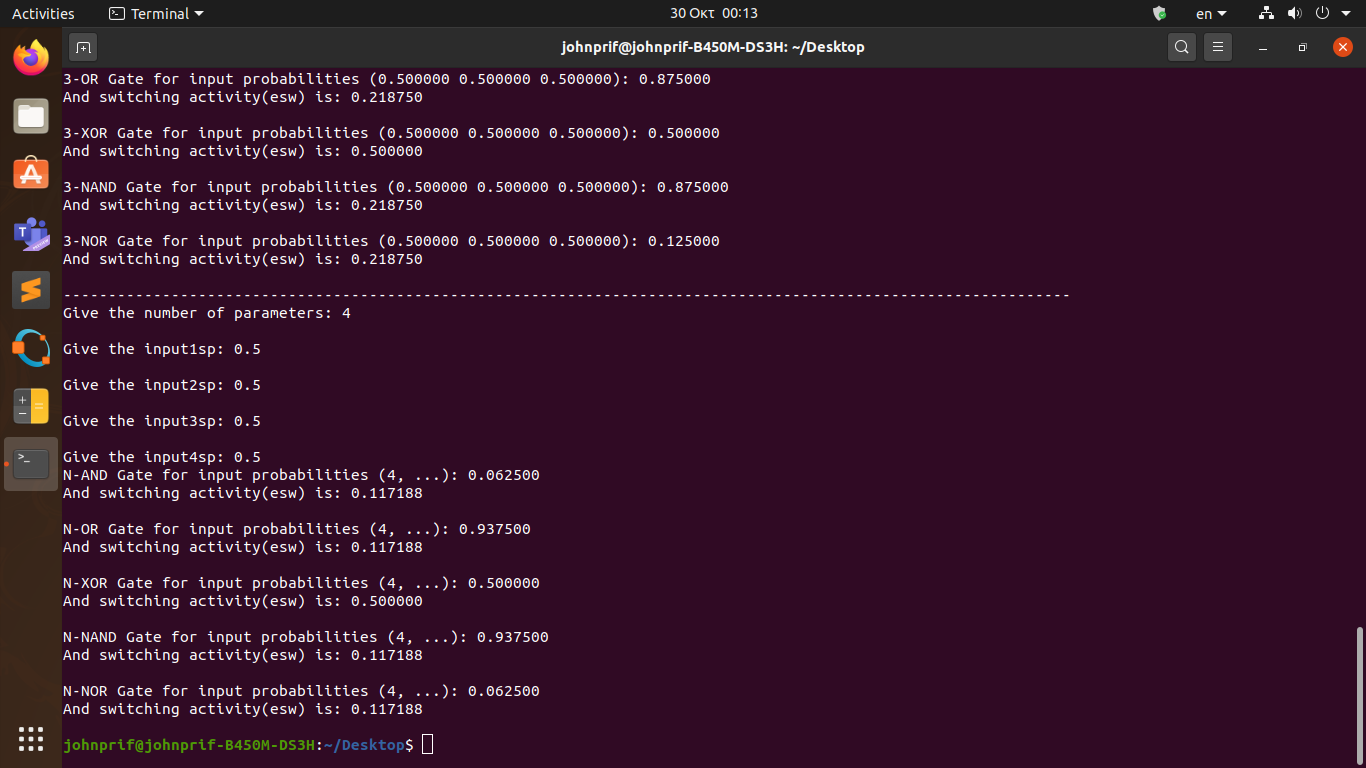 Activities
Terminal
30 Οκτ 00:13
en
johnprif@johnprif-B450M-DS3H: ~/Desktop
3-OR Gate for input probabilities (0.500000 0.500000 0.500000): 0.875000
And switching activity(esw) is: 0.218750
3-XOR Gate for input probabilities (0.500000 0.500000 0.500000): 0.500000
And switching activity(esw) is: 0.500000
3-NAND Gate for input probabilities (0.500000 0.500000 0.500000): 0.875000
And switching activity(esw) is: 0.218750
3-NOR Gate for input probabilities (0.500000 0.500000 0.500000): 0.125000
And switching activity(esw) is: 0.218750
----------------------------------------------------------------------------------------------------------------
Give the number of parameters: 4
Give the input1sp: 0.5
Give the input2sp: 0.5
Give the input3sp: 0.5
Give the input4sp: 0.5
N-AND Gate for input probabilities (4, ...): 0.062500
And switching activity(esw) is: 0.117188
N-OR Gate for input probabilities (4, ...): 0.937500
And switching activity(esw) is: 0.117188
N-XOR Gate for input probabilities (4, ...): 0.500000
And switching activity(esw) is: 0.500000
N-NAND Gate for input probabilities (4, ...): 0.937500
And switching activity(esw) is: 0.117188
N-NOR Gate for input probabilities (4, ...): 0.062500
And switching activity(esw) is: 0.117188
johnprif@johnprif-B450M-DS3H:~/Desktop$